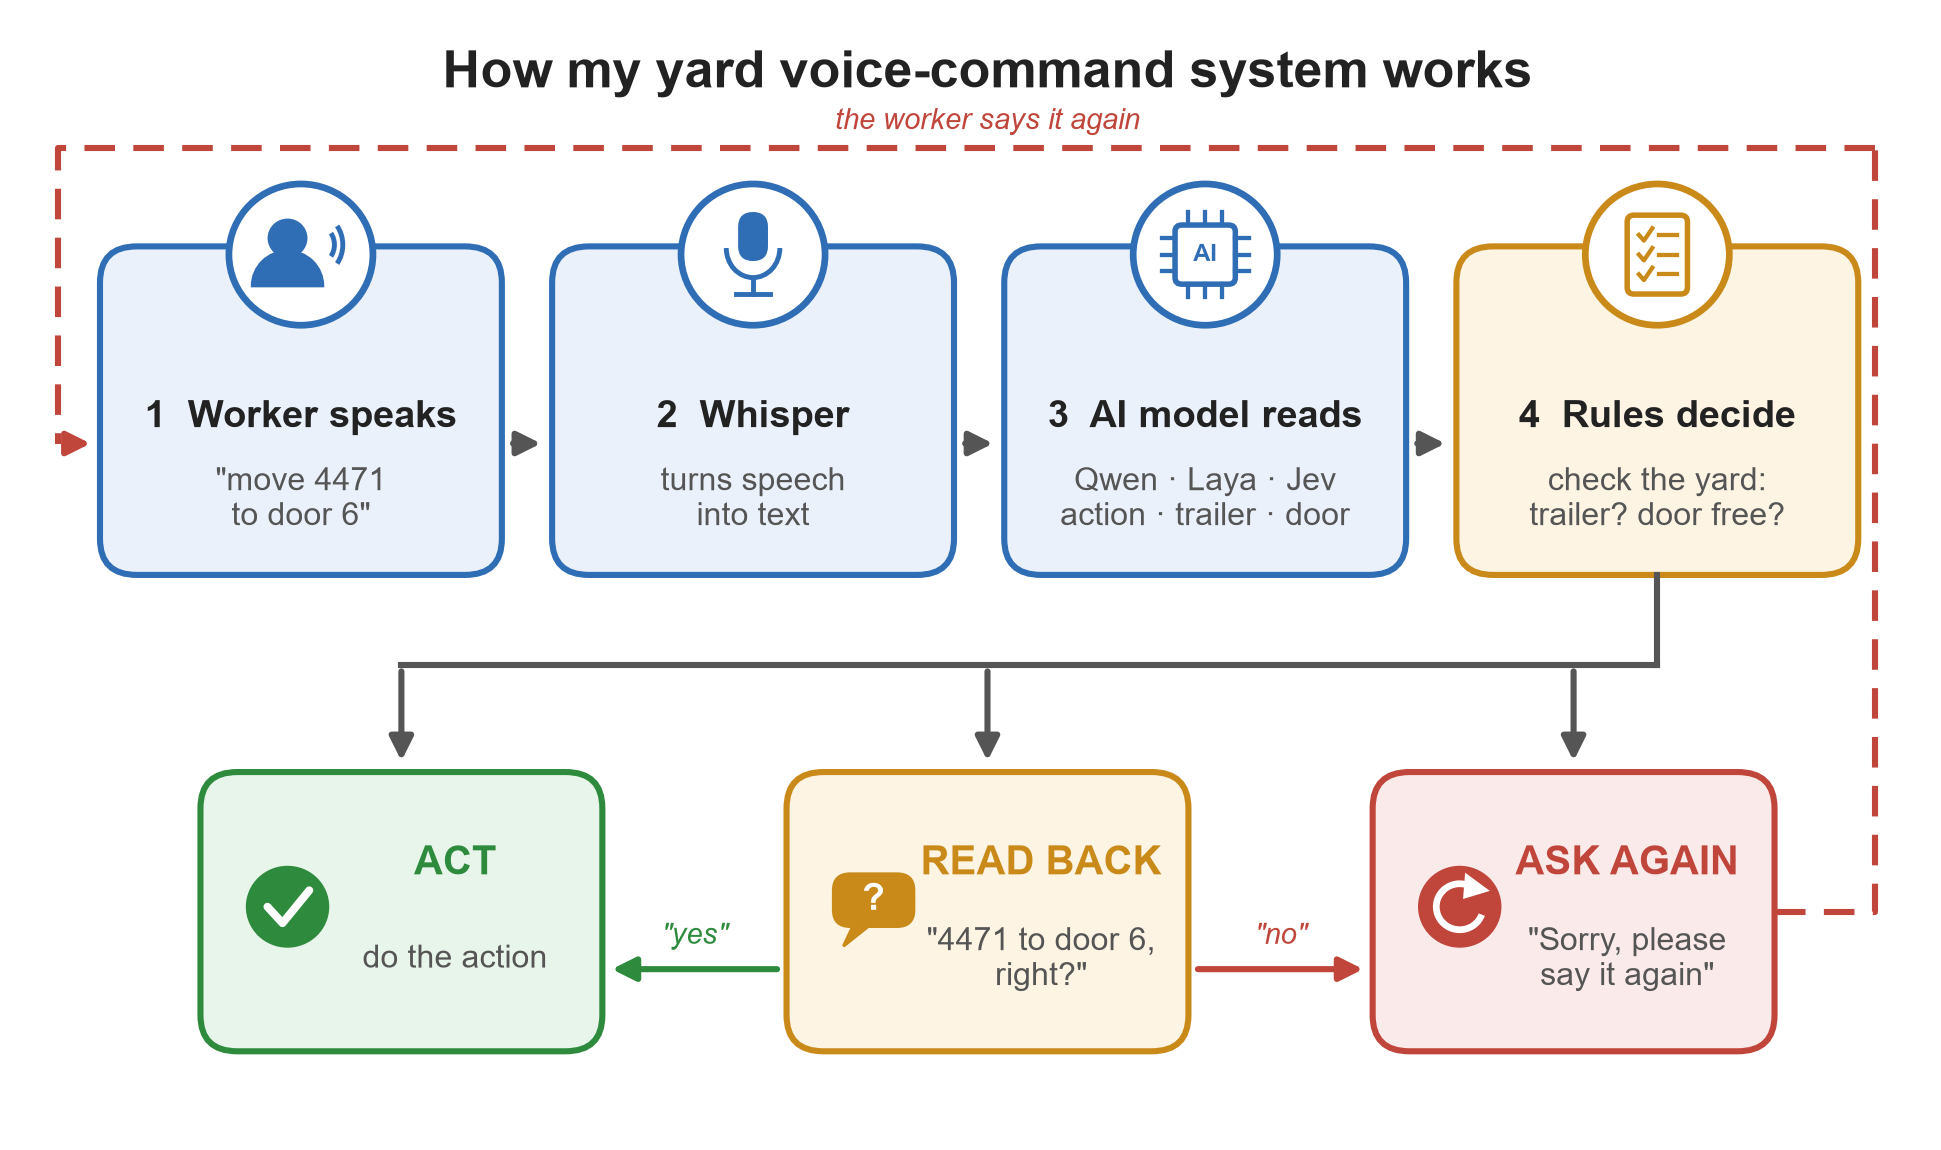 How my yard voice-command system works
the worker says it again
AI
1 Worker speaks
"move 4471
to door 6"
2 Whisper
turns speech
into text
3 AI model reads
Qwen · Laya · Jev
action · trailer · door
4 Rules decide
check the yard:
trailer? door free?
ACT
do the action
"yes"
?
READ BACK
"4471 to door 6,
right?"
"no"
ASK AGAIN
"Sorry, please
say it again"